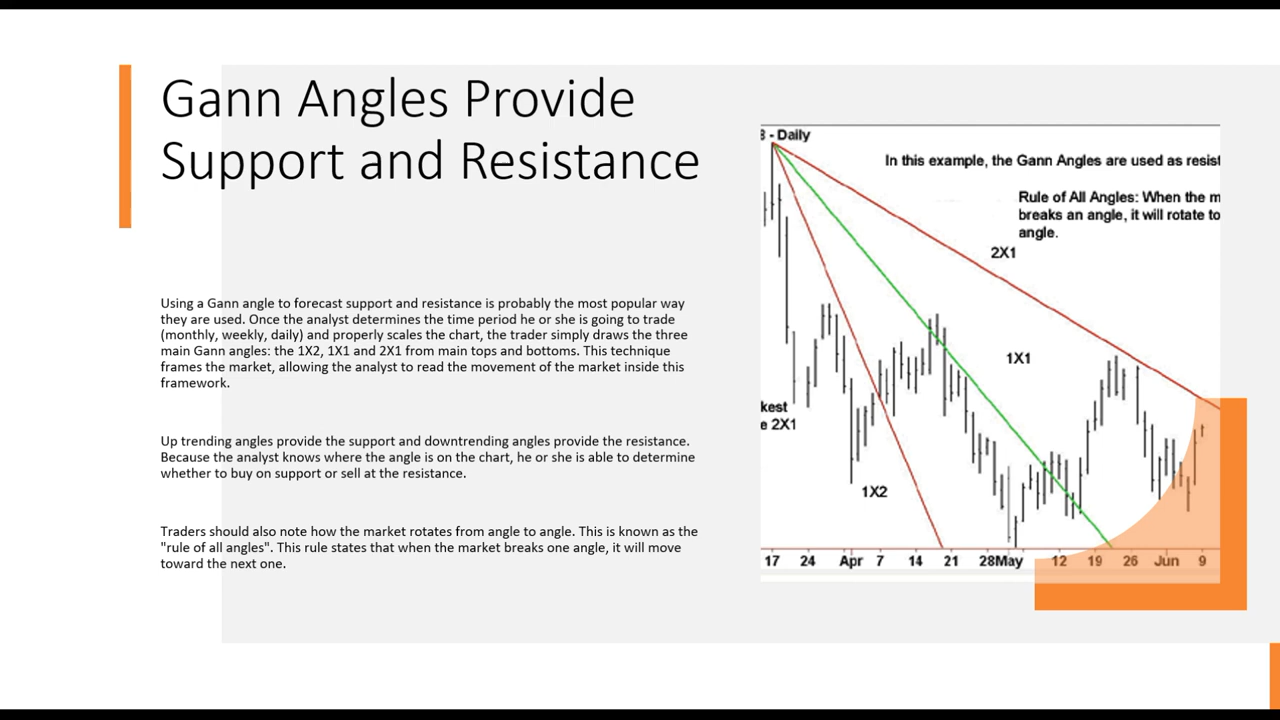 Gann Angles Provide
Support and Resistance
Using a Gann angle to forecast support and resistance is probably the most popular way
they are used. Once the analyst determines the time period he or she is going to trade
(monthly, weekly, daily) and properly scales the chart, the trader simply draws the three
main Gann angles: the 1X2, 1X1 and 2X1 from main tops and bottoms. This technique
frames the market, allowing the analyst to read the movement of the market inside this
framework.
Up trending angles provide the support and downtrending angles provide the resistance.
Because the analyst knows where the angle is on the chart, he or she is able to determine
whether to buy on support or sell at the resistance.
Traders should also note how the market rotates from angle to angle. This is known as the
"rule of all angles". This rule states that when the market breaks one angle, it will move
toward the next one.
8 - Daily
In this example, the Gann Angles are used as resist
Rule of All Angles: When the m
breaks an angle, it will rotate to
angle.
2X1
1X1
kest
e 2X1
1X2
17 24 Apr 7 14 21 28May 12 19 26 Jun 9